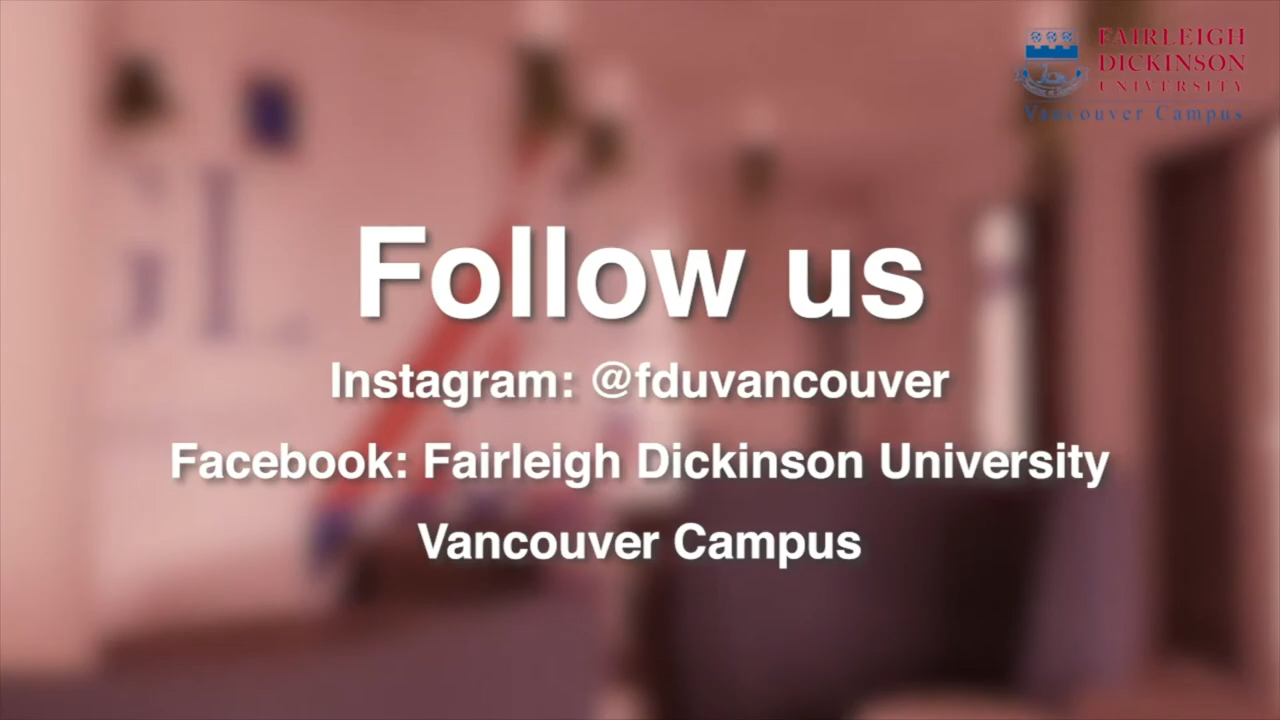 FAIRLEIGH
DICKINSON
UNIVERSITY
Vancouver Campus
Follow us
Instagram: @fduvancouver
Facebook: Fairleigh Dickinson University
Vancouver Campus